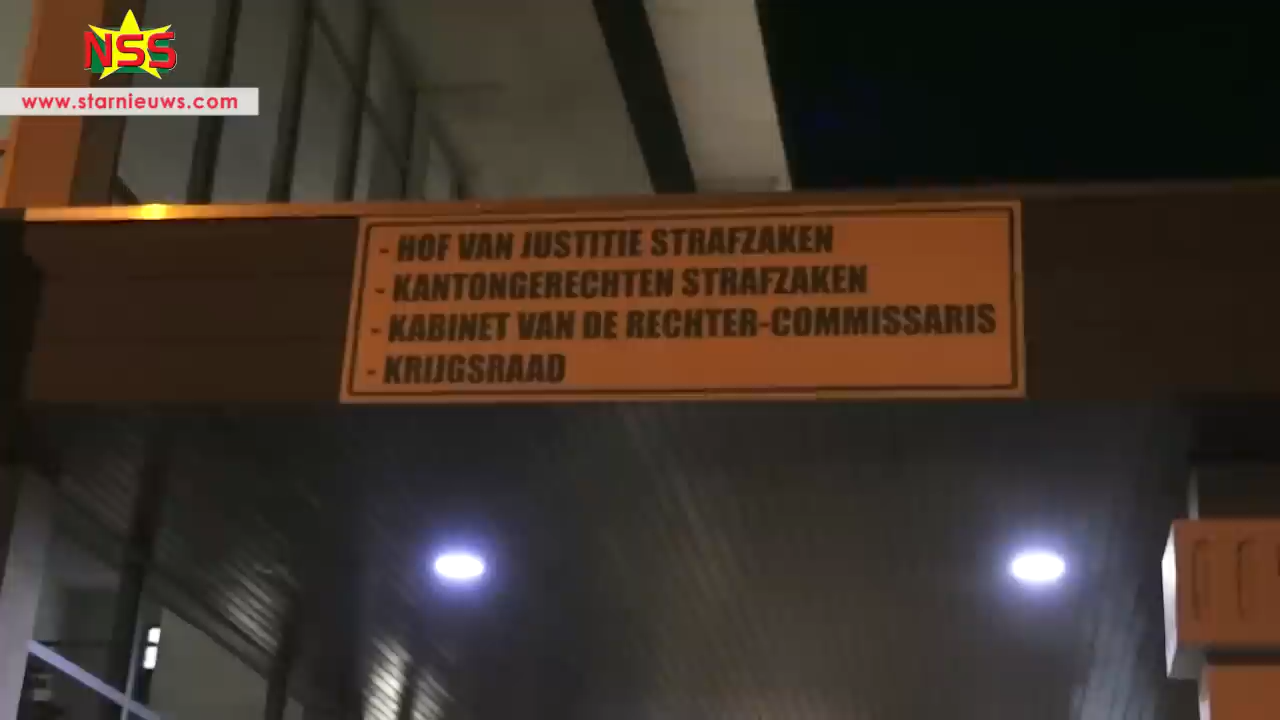 NSS
www.starnieuws.com
- HOF VAN JUSTITIE STRAFZAKEN
- KANTONGERECHTEN STRAFZAKEN
- KABINET VAN DE RECHTER-COMMISSARIS
- KRIJGSRAAD